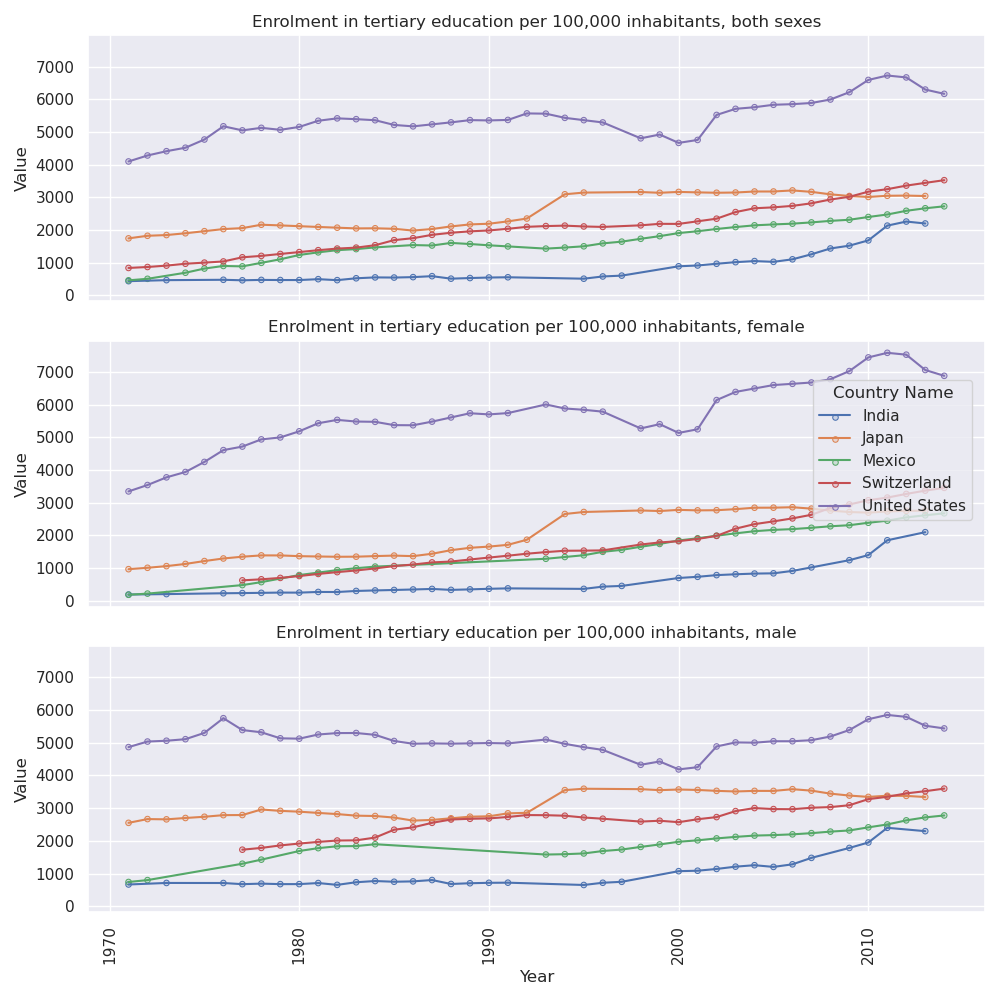 Enrolment in tertiary education per 100,000 inhabitants, both sexes
7000
6000
5000
4000
3000
2000
1000
0
Value
Enrolment in tertiary education per 100,000 inhabitants, female
7000
6000
5000
4000
3000
2000
1000
0
Value
Country Name
India
Japan
Mexico
Switzerland
United States
Enrolment in tertiary education per 100,000 inhabitants, male
7000
6000
5000
4000
3000
2000
1000
0
Value
1970
1980
1990
2000
2010
Year